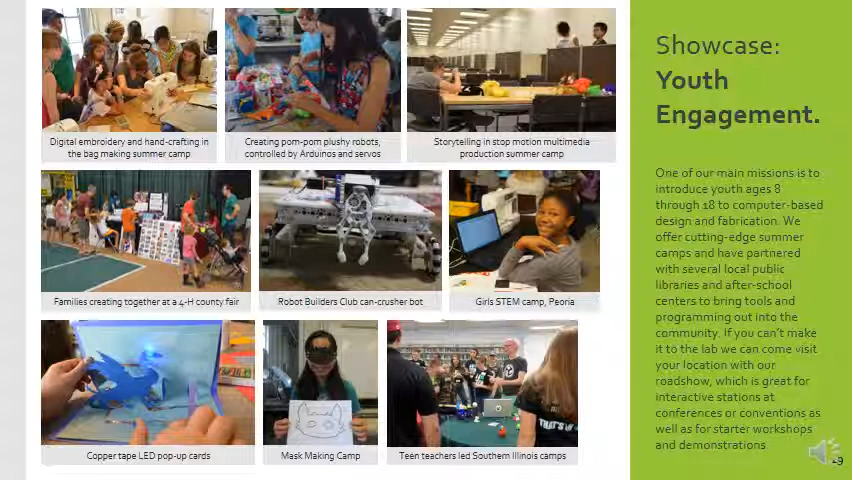 Showcase:
Youth
Engagement.
Digital embroidery and hand-crafting in
the bag making summer camp
Creating pom-pom plushy robots,
controlled by Arduinos and servos
Storytelling in stop motion multimedia
production summer camp
Families creating together at a 4-H county fair
Robot Builders Club can-crusher bot
Girls STEM camp, Peoria
Copper tape LED pop-up cards
Mask Making Camp
Teen teachers led Southern Illinois camps
One of our main missions is to
introduce youth ages 8
through 18 to computer-based
design and fabrication. We
offer cutting-edge summer
camps and have partnered
with several local public
libraries and after-school
centers to bring tools and
programming out into the
community. If you can't make
it to the lab we can come visit
your location with our
roadshow, which is great for
interactive stations at
conferences or conventions as
well as for starter workshops
and demonstrations.